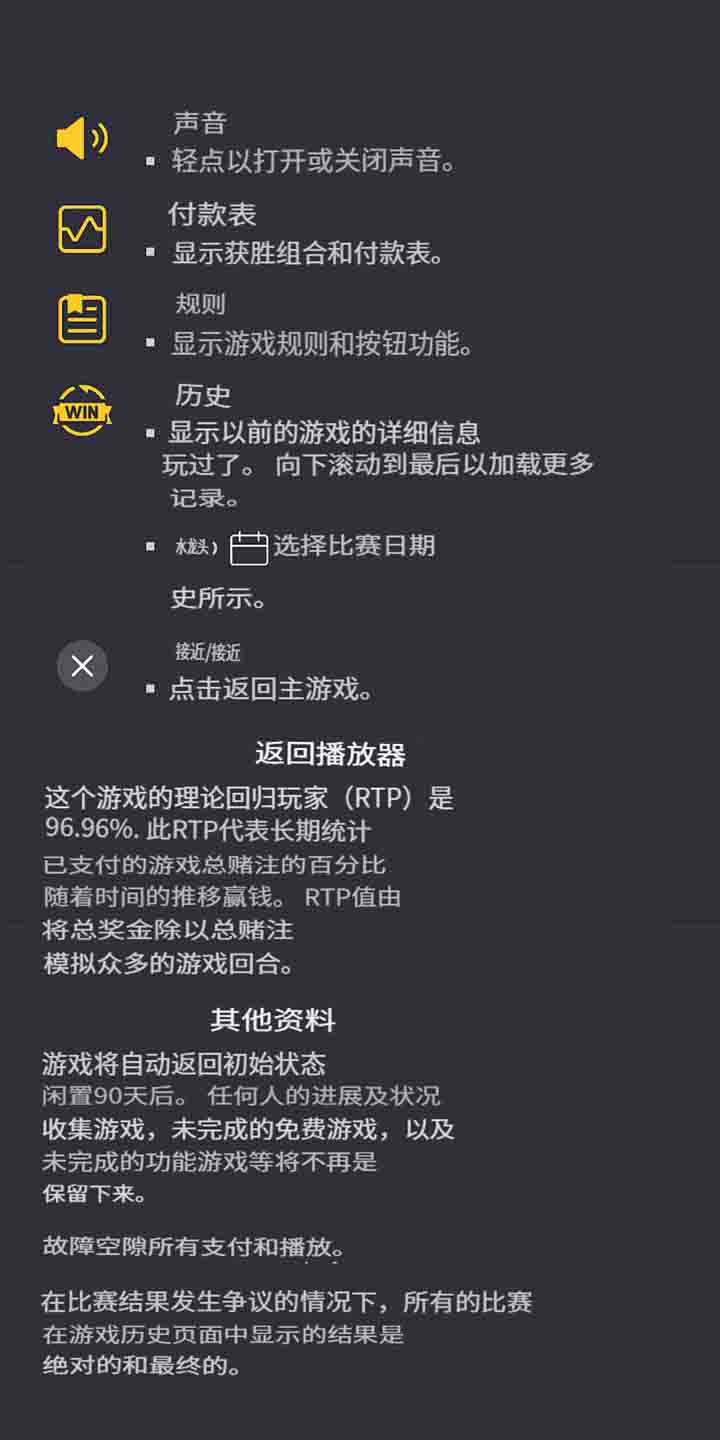 声音
▪ 轻点以打开或关闭声音。
付款表
▪ 显示获胜组合和付款表。
规则
▪ 显示游戏规则和按钮功能。
WIN
历史
▪ 显示以前的游戏的详细信息
玩过了。 向下滚动到最后以加载更多
记录。
▪ 水龙头) 选择比赛日期
史所示。
接近/接近
▪ 点击返回主游戏。
返回播放器
这个游戏的理论回归玩家（RTP）是
96.96%. 此RTP代表长期统计
已支付的游戏总赌注的百分比
随着时间的推移赢钱。 RTP值由
将总奖金除以总赌注
模拟众多的游戏回合。
其他资料
游戏将自动返回初始状态
闲置90天后。 任何人的进展及状况
收集游戏，未完成的免费游戏，以及
未完成的功能游戏等将不再是
保留下来。
故障空隙所有支付和播放。
在比赛结果发生争议的情况下，所有的比赛
在游戏历史页面中显示的结果是
绝对的和最终的。